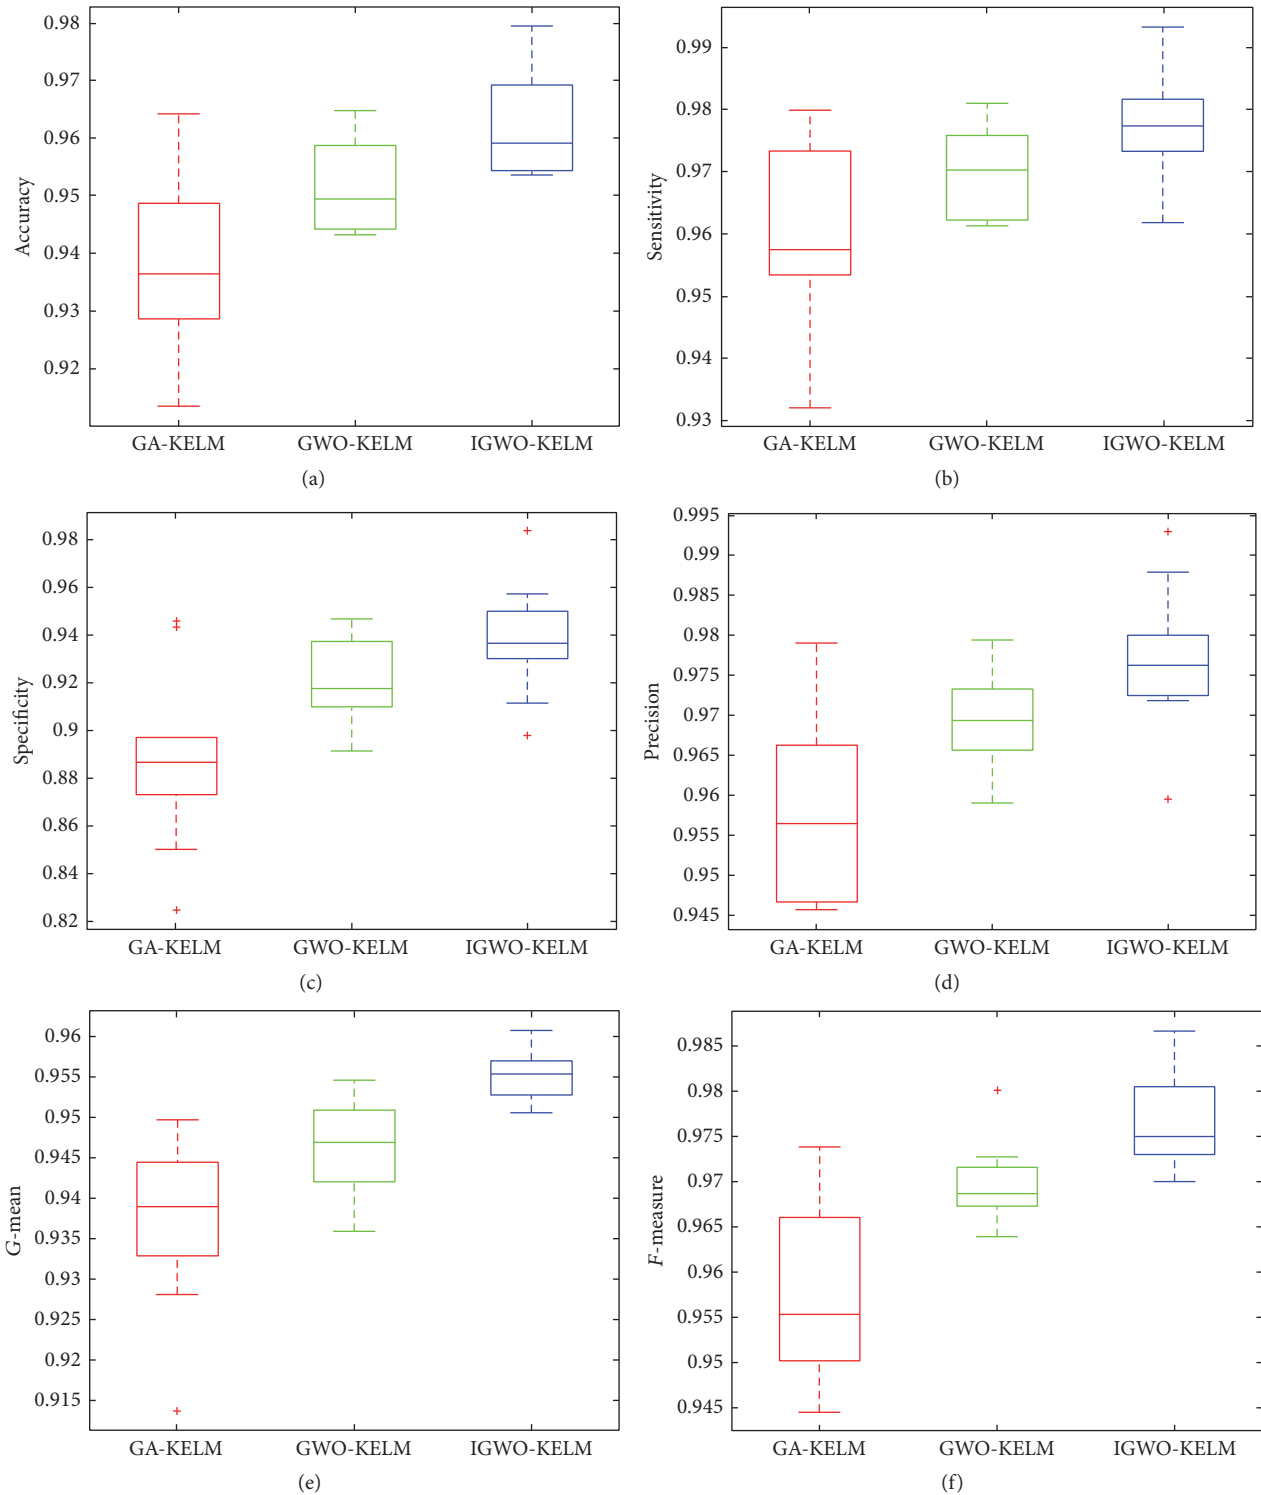 0.98
0.97
0.96
0.95
0.94
0.93
0.92
Accuracy
GA-KELM GWO-KELM IGWO-KELM
(a)
0.99
0.98
0.97
0.96
0.95
0.94
0.93
Sensitivity
GA-KELM GWO-KELM IGWO-KELM
(b)
0.98
0.96
0.94
0.92
0.9
0.88
0.86
0.84
0.82
Specificity
GA-KELM GWO-KELM IGWO-KELM
(c)
0.995
0.99
0.985
0.98
0.975
0.97
0.965
0.96
0.955
0.95
0.945
Precision
GA-KELM GWO-KELM IGWO-KELM
(d)
0.96
0.955
0.95
0.945
0.94
0.935
0.93
0.925
0.92
0.915
G-mean
GA-KELM GWO-KELM IGWO-KELM
(e)
0.985
0.98
0.975
0.97
0.965
0.96
0.955
0.95
0.945
F-measure
GA-KELM GWO-KELM IGWO-KELM
(f)